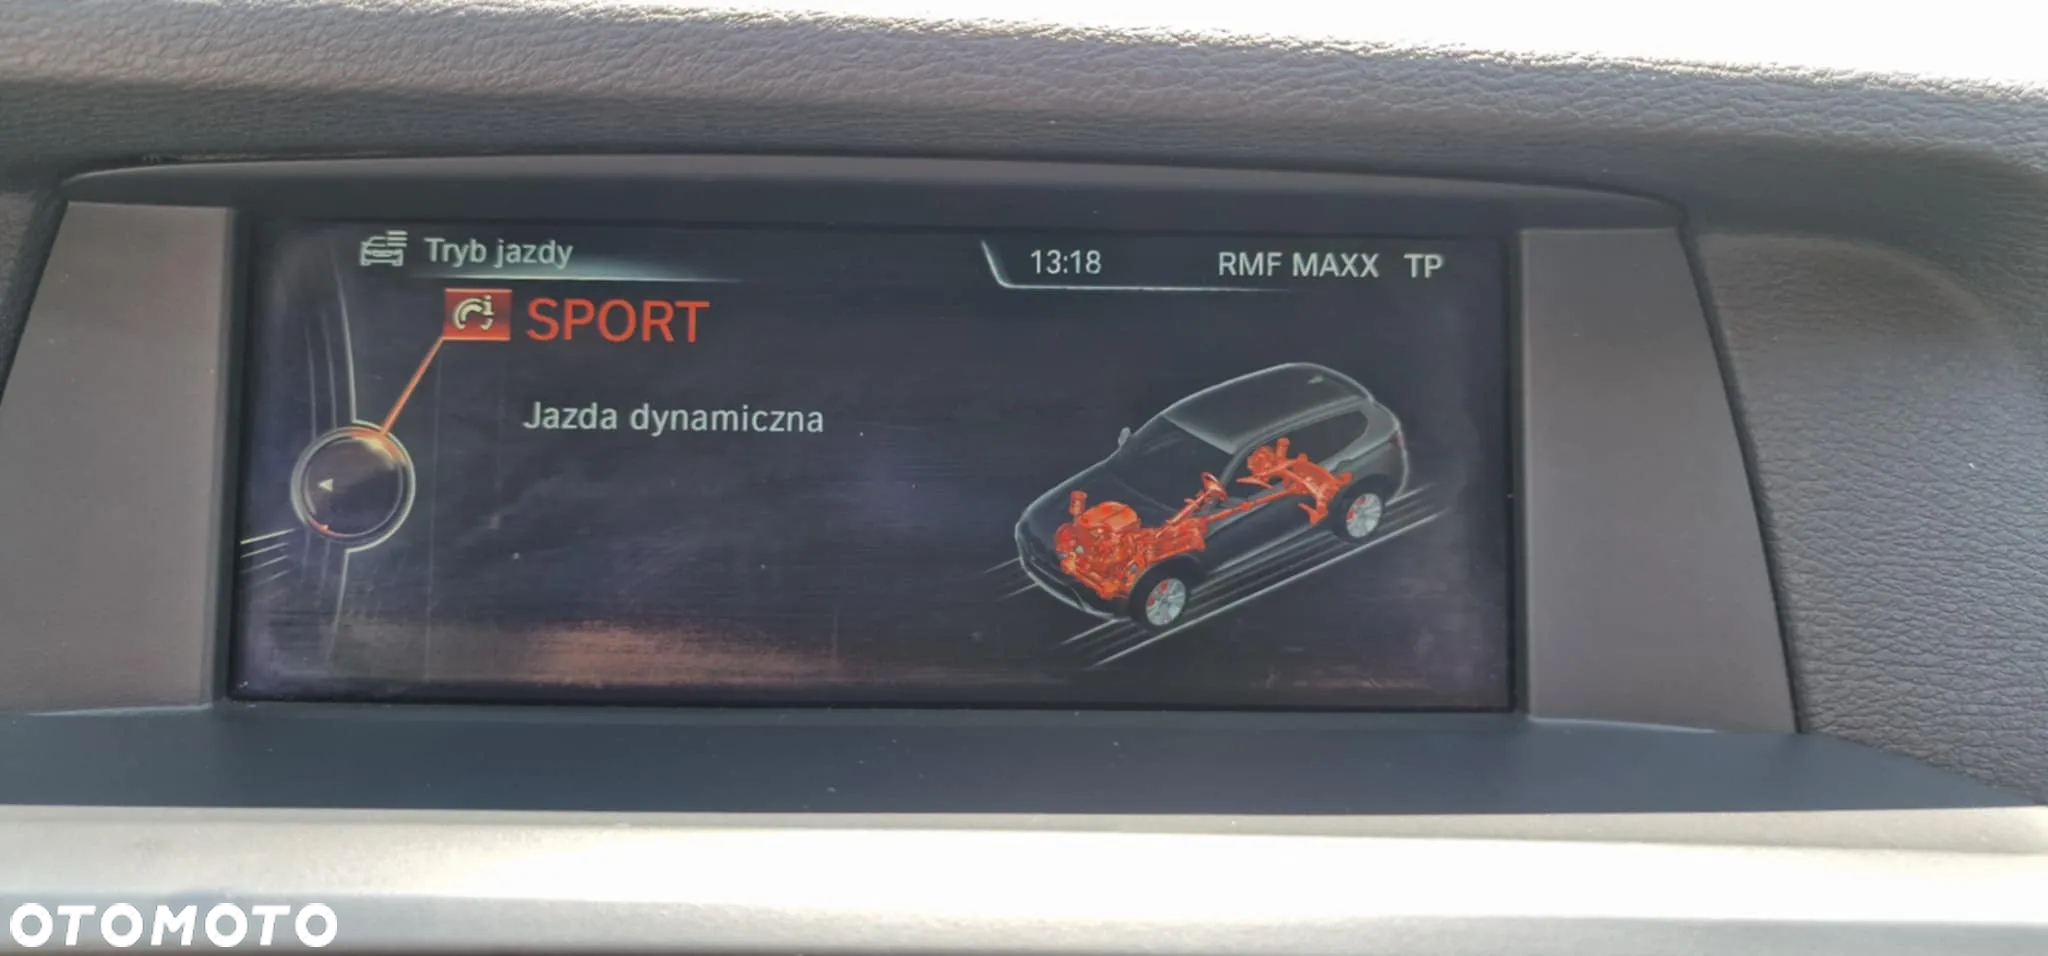 Tryb jazdy
13:18 RMF MAXX TP
SPORT
Jazda dynamiczna
OTOMOTO